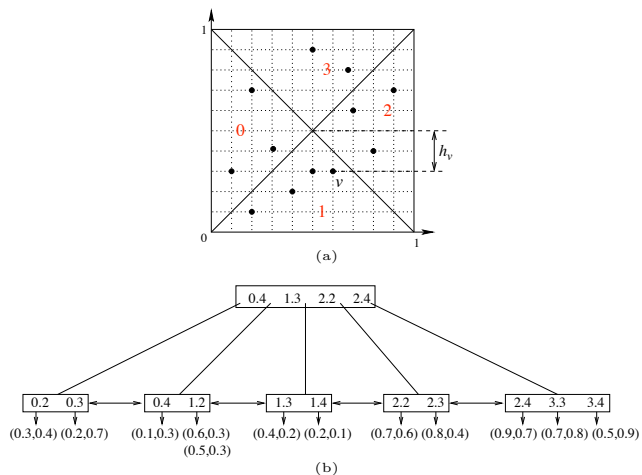 1
3
2
0
h_v
v
1
0
1
(a)
0.4 1.3 2.2 2.4
0.2 0.3 0.4 1.2 1.3 1.4 2.2 2.3 2.4 3.3 3.4
(0.3,0.4) (0.2,0.7) (0.1,0.3) (0.6,0.3) (0.4,0.2) (0.2,0.1) (0.7,0.6) (0.8,0.4) (0.9,0.7) (0.7,0.8) (0.5,0.9)
(0.5,0.3)
(b)